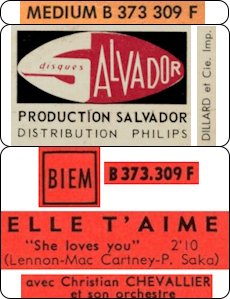 MEDIUM B 373 309 F
disques
SALVADOR
PRODUCTION SALVADOR
DISTRIBUTION PHILIPS
DILLARD et Cie. Imp.
BIEM
B 373.309 F
ELLE T'AIME
"She loves you" 2'10
(Lennon-Mac Cartney-P. Saka)
avec Christian CHEVALLIER
et son orchestre